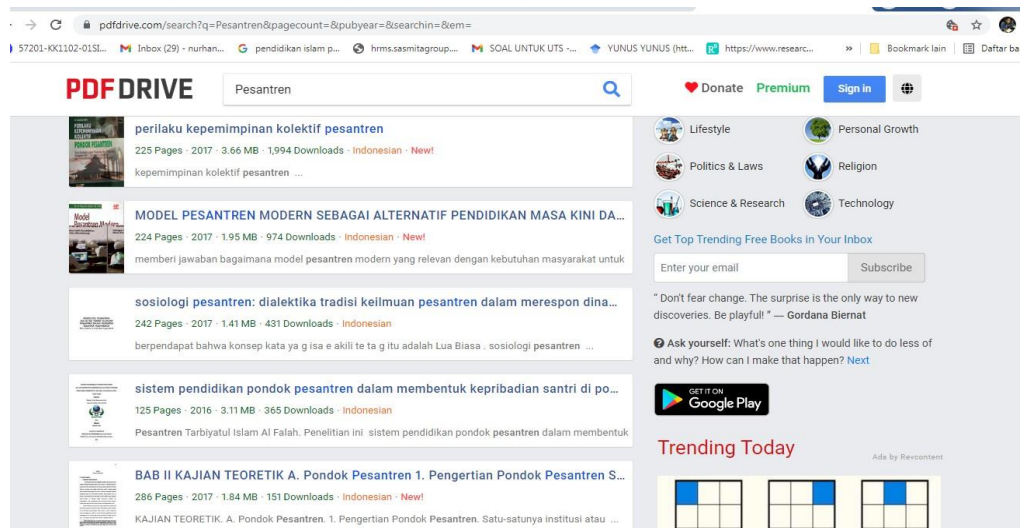 pdfdrive.com/search?q=Pesantren&pagecount=&pubyear=&searchin=&em=
57201-KK1102-01SI... Inbox (29) - nurhan... pendidikan islam p... hrms.sasmitagroup.... SOAL UNTUK UTS -... YUNUS YUNUS (htt... https://www.researc... » Bookmark lain Daftar ba
PDFDRIVE Pesantren Donate Premium Sign in
perilaku kepemimpinan kolektif pesantren
225 Pages · 2017 · 3.66 MB · 1,994 Downloads · Indonesian · New!
kepemimpinan kolektif pesantren ...
MODEL PESANTREN MODERN SEBAGAI ALTERNATIF PENDIDIKAN MASA KINI DA...
224 Pages · 2017 · 1.95 MB · 974 Downloads · Indonesian · New!
memberi jawaban bagaimana model pesantren modern yang relevan dengan kebutuhan masyarakat untuk
sosiologi pesantren: dialektika tradisi keilmuan pesantren dalam merespon dina...
242 Pages · 2017 · 1.41 MB · 431 Downloads · Indonesian
berpendapat bahwa konsep kata ya g isa e akili te ta g itu adalah Lua Biasa . sosiologi pesantren ...
sistem pendidikan pondok pesantren dalam membentuk kepribadian santri di po...
125 Pages · 2016 · 3.11 MB · 365 Downloads · Indonesian
Pesantren Tarbiyatul Islam Al Falah. Penelitian ini sistem pendidikan pondok pesantren dalam membentuk
BAB II KAJIAN TEORETIK A. Pondok Pesantren 1. Pengertian Pondok Pesantren S...
286 Pages · 2017 · 1.84 MB · 151 Downloads · Indonesian · New!
KAJIAN TEORETIK. A. Pondok Pesantren. 1. Pengertian Pondok Pesantren. Satu-satunya institusi atau ...
Lifestyle Personal Growth
Politics & Laws Religion
Science & Research Technology
Get Top Trending Free Books in Your Inbox
Enter your email Subscribe
" Don't fear change. The surprise is the only way to new
discoveries. Be playful! " — Gordana Biernat
Ask yourself: What's one thing I would like to do less of
and why? How can I make that happen? Next
GET IT ON
Google Play
Trending Today
Ads by Revcontent